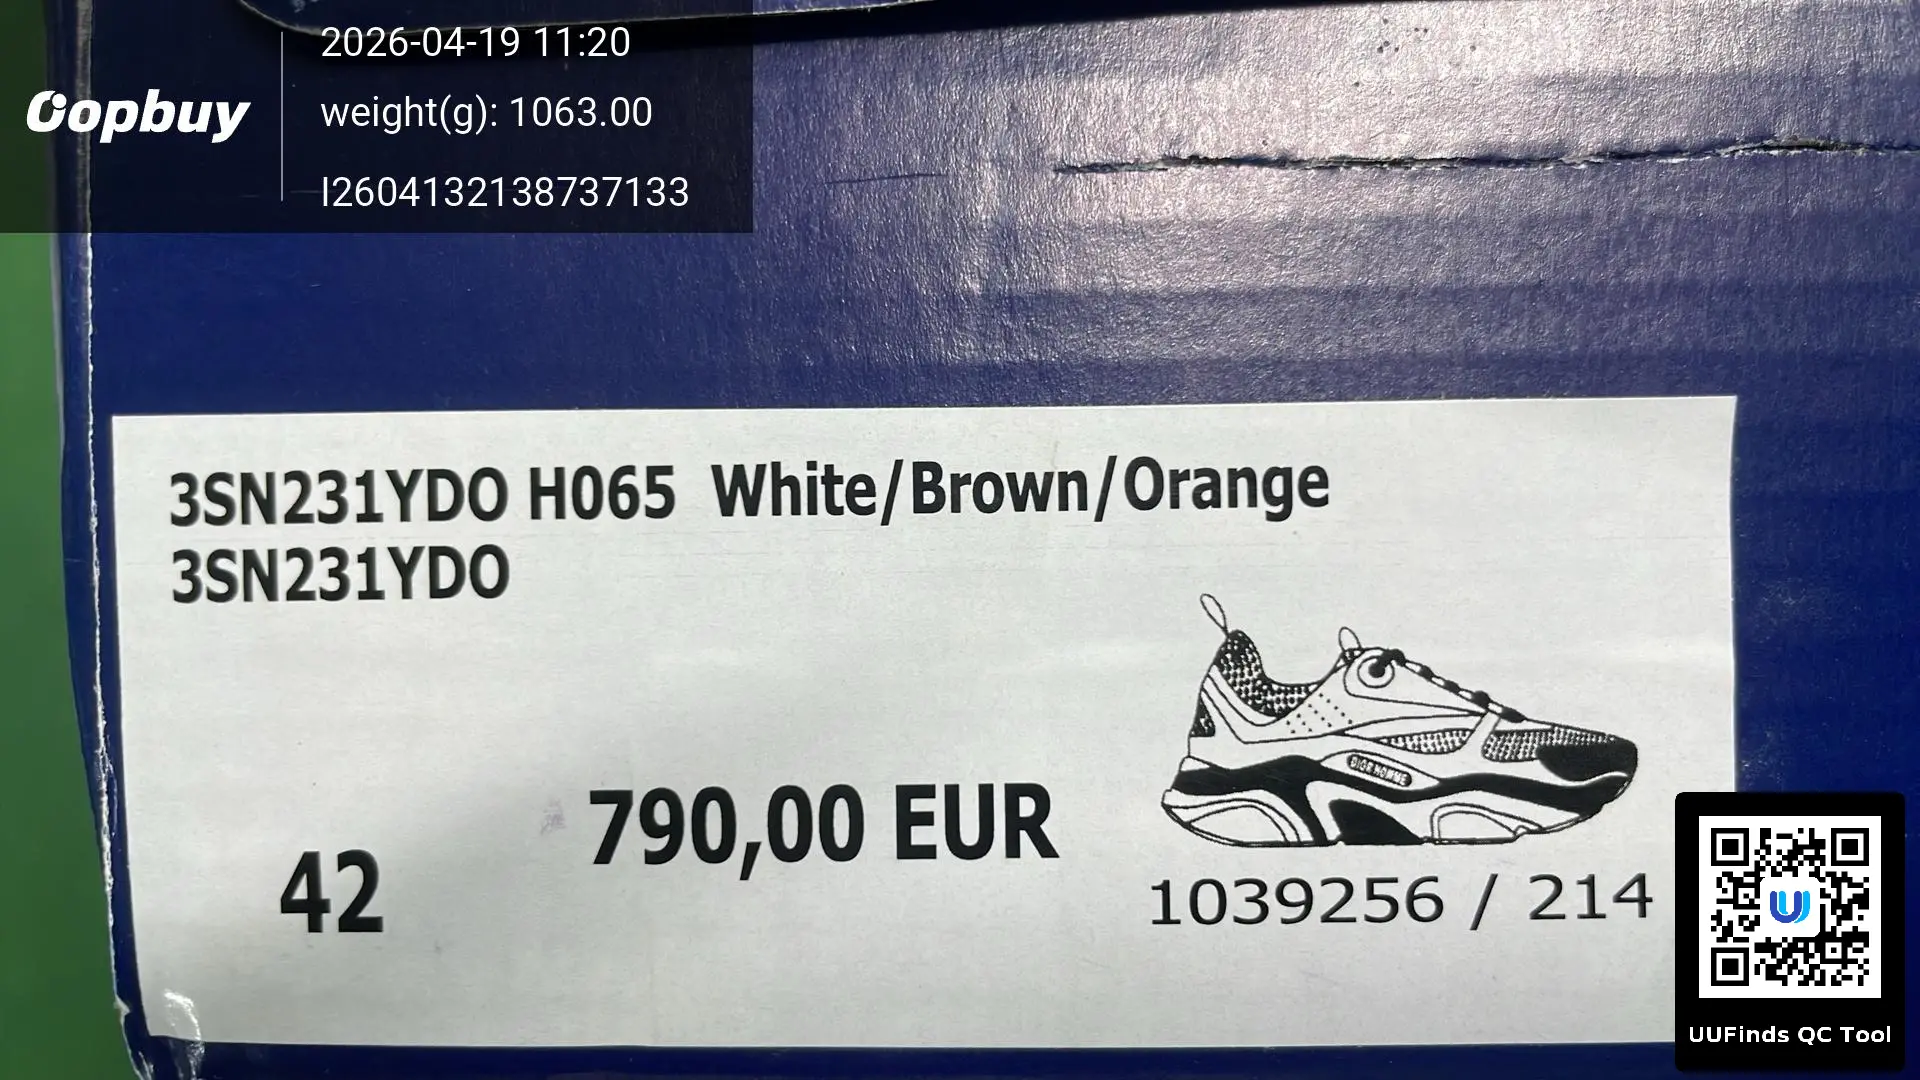 2026-04-19 11:20
Oopbuy
weight(g): 1063.00
I2604132138737133
3SN231YDO H065 White/Brown/Orange
3SN231YDO
DIOR HOMME
790,00 EUR
42
1039256 / 214
UUFinds QC Tool